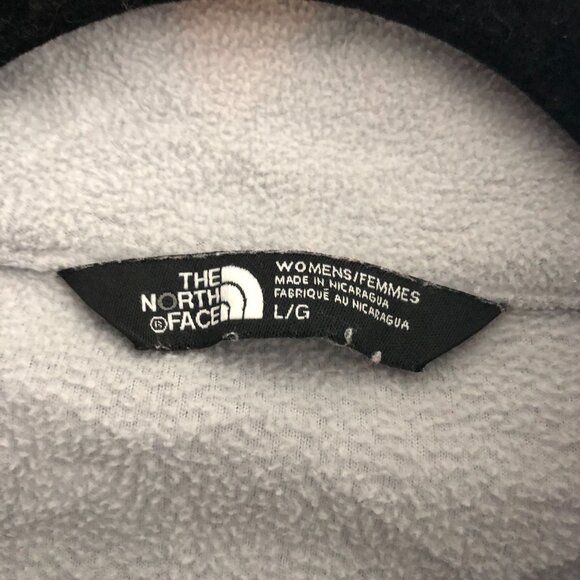 THE
NORTH
®FACE
WOMENS/FEMMES
MADE IN NICARAGUA
FABRIQUÉ AU NICARAGUA
L/G